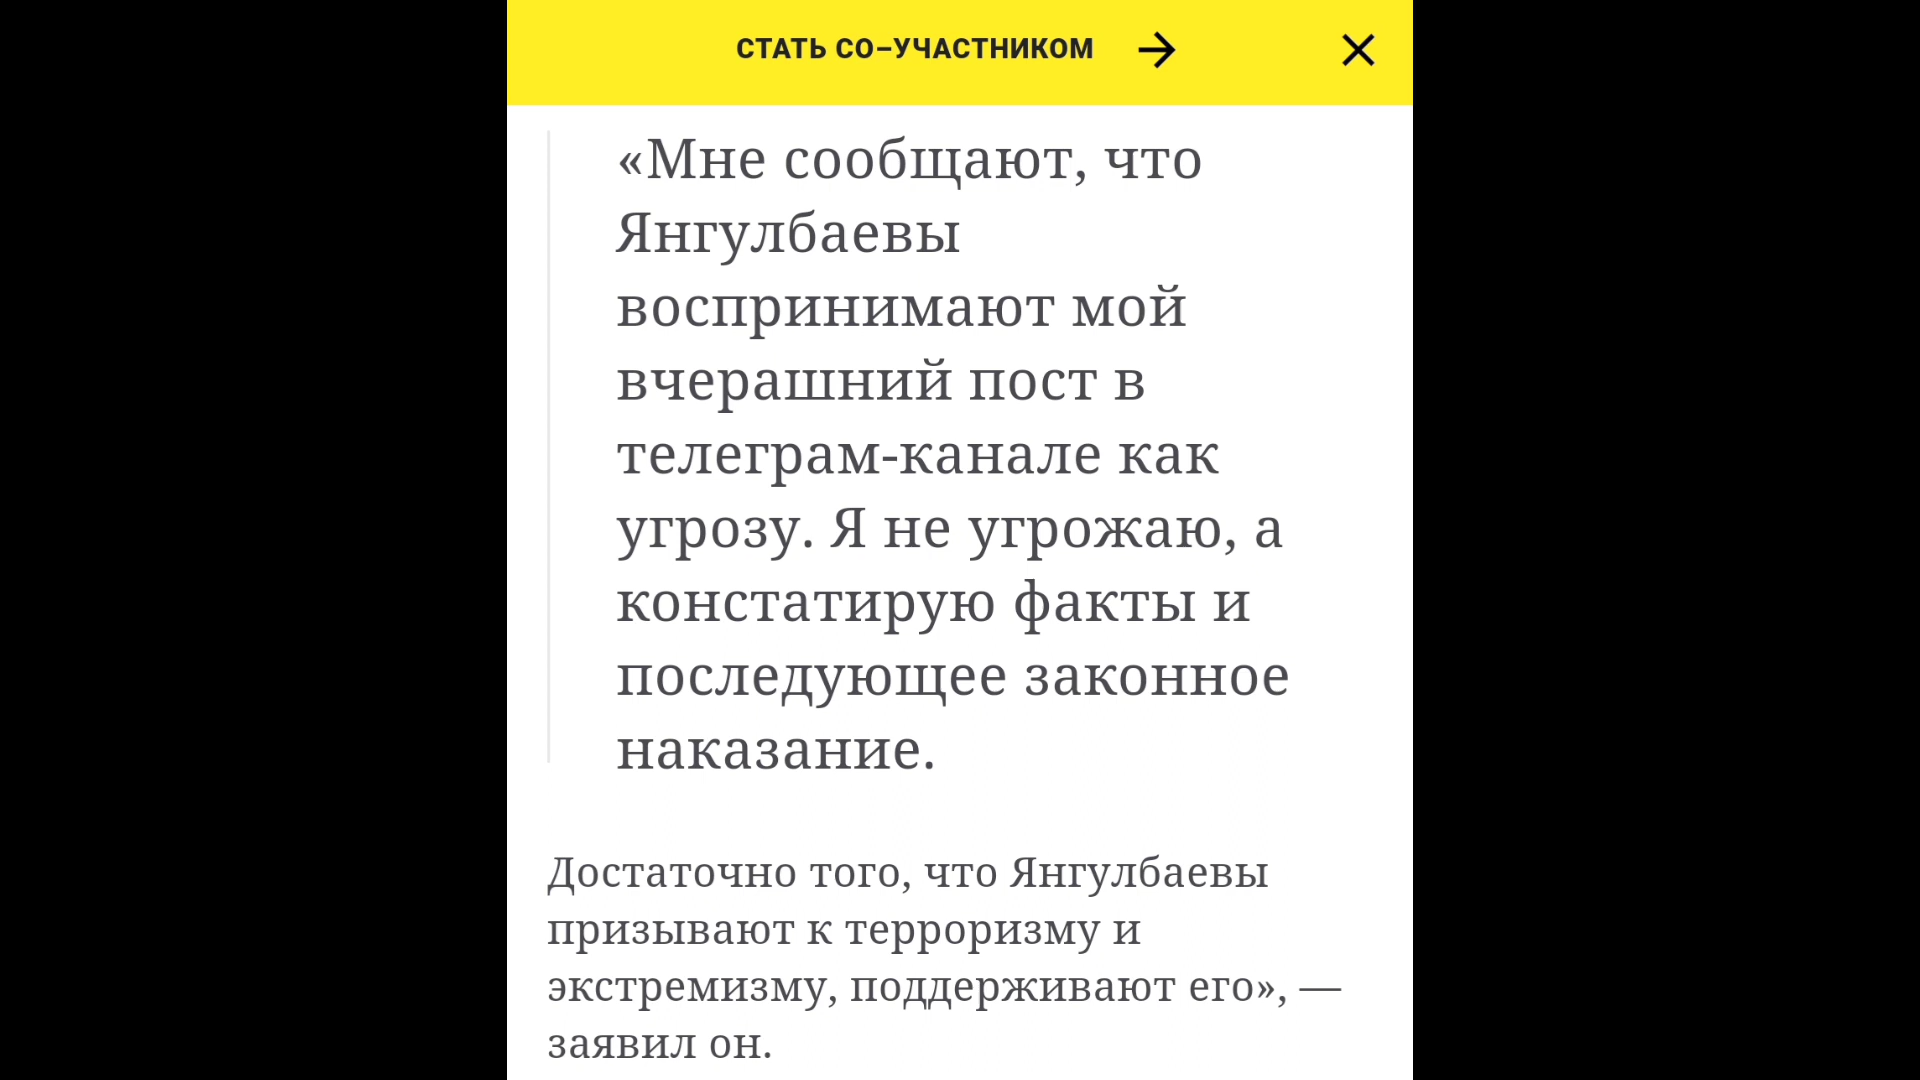 СТАТЬ СО-УЧАСТНИКОМ
«Мне сообщают, что
Янгулбаевы
воспринимают мой
вчерашний пост в
телеграм-канале как
угрозу. Я не угрожаю, а
констатирую факты и
последующее законное
наказание.
Достаточно того, что Янгулбаевы
призывают к терроризму и
экстремизму, поддерживают его», —
заявил он.